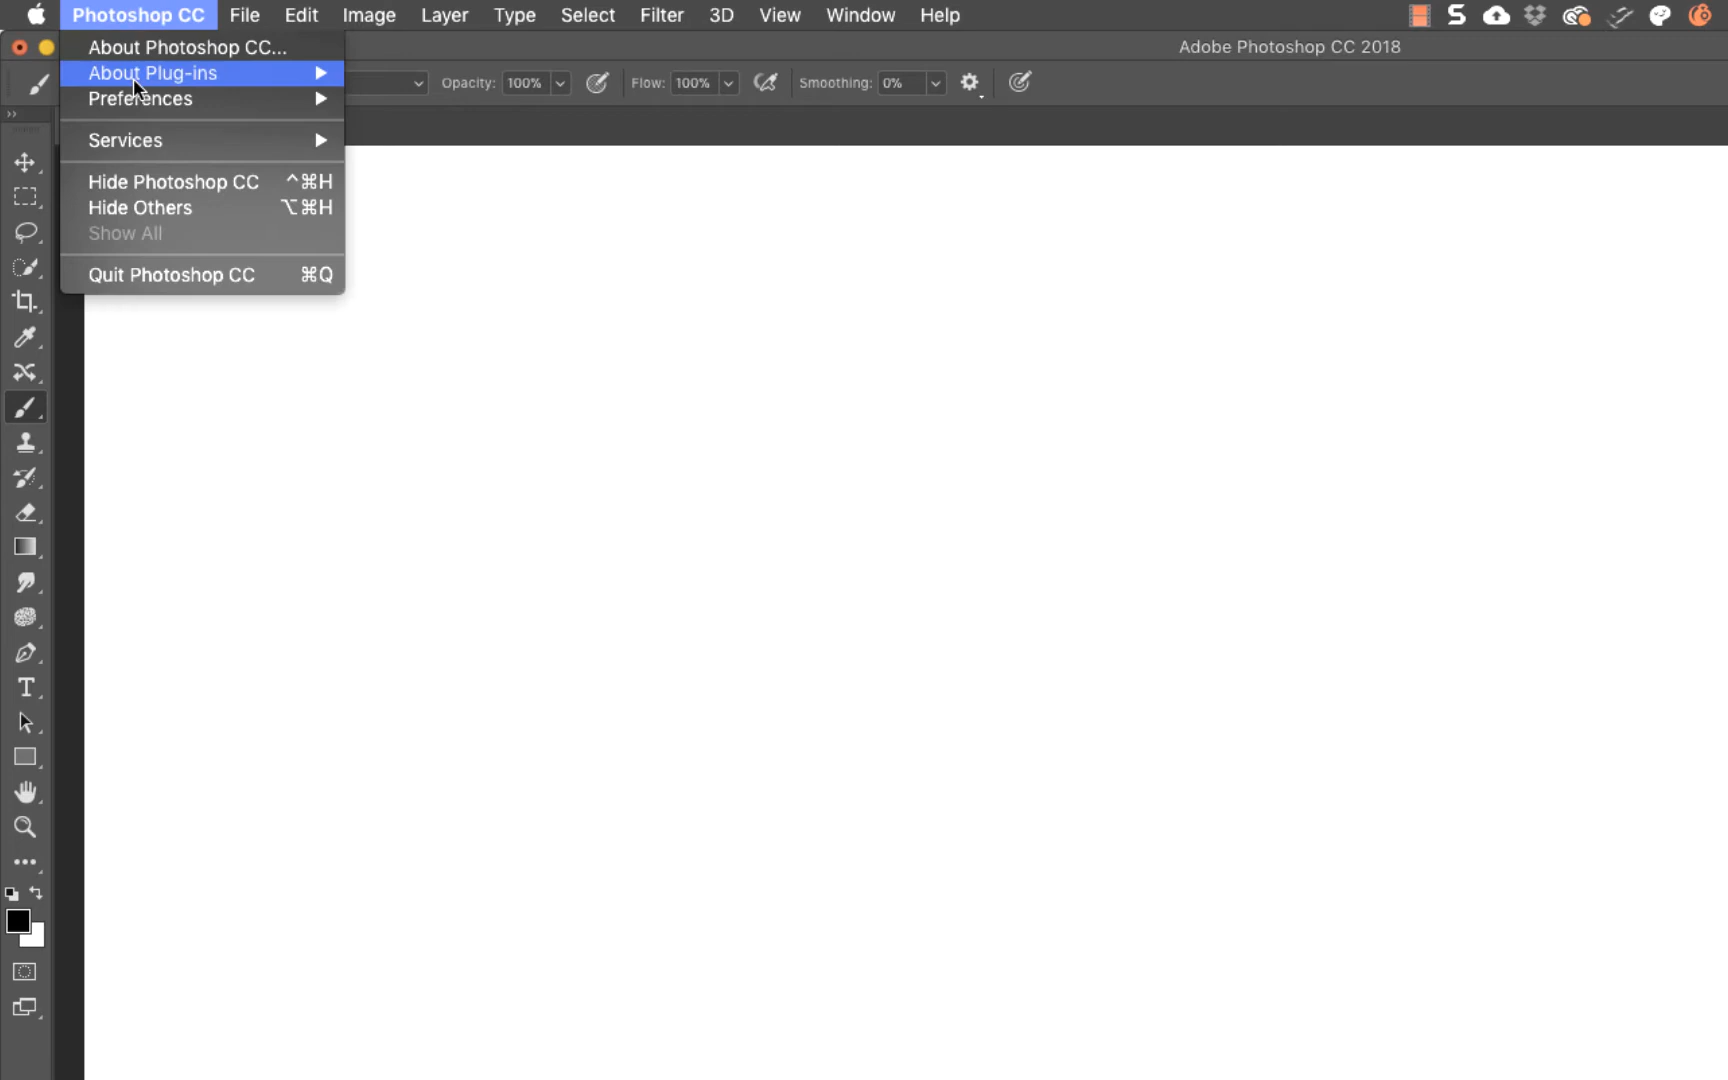 Photoshop CC File Edit Image Layer Type Select Filter 3D View Window Help
Adobe Photoshop CC 2018
About Photoshop CC...
About Plug-ins
Opacity: 100% Flow: 100% Smoothing: 0%
Preferences
Services
Hide Photoshop CC ^⌘H
Hide Others ⌥⌘H
Show All
Quit Photoshop CC ⌘Q